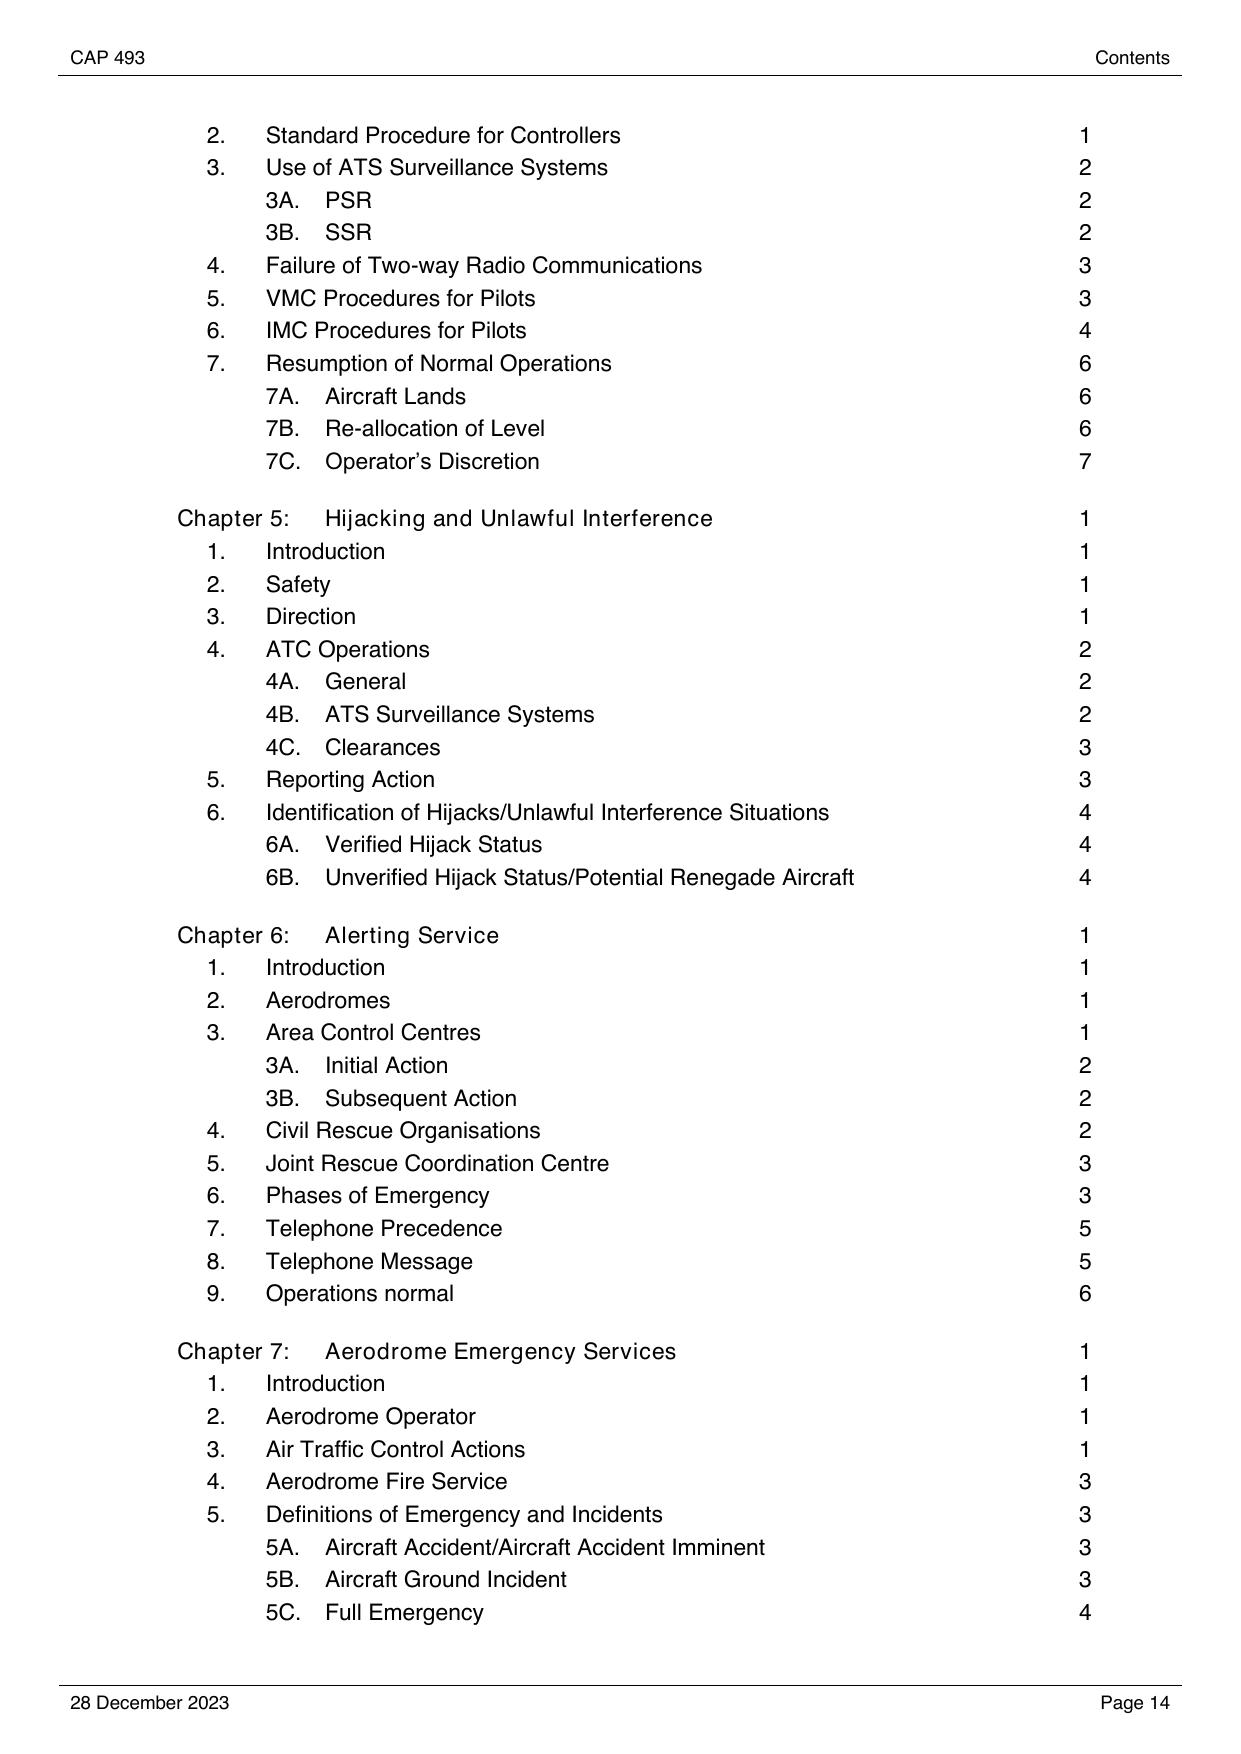 CAP 493 Contents
2. Standard Procedure for Controllers 1
3. Use of ATS Surveillance Systems 2
3A. PSR 2
3B. SSR 2
4. Failure of Two-way Radio Communications 3
5. VMC Procedures for Pilots 3
6. IMC Procedures for Pilots 4
7. Resumption of Normal Operations 6
7A. Aircraft Lands 6
7B. Re-allocation of Level 6
7C. Operator’s Discretion 7
Chapter 5: Hijacking and Unlawful Interference 1
1. Introduction 1
2. Safety 1
3. Direction 1
4. ATC Operations 2
4A. General 2
4B. ATS Surveillance Systems 2
4C. Clearances 3
5. Reporting Action 3
6. Identification of Hijacks/Unlawful Interference Situations 4
6A. Verified Hijack Status 4
6B. Unverified Hijack Status/Potential Renegade Aircraft 4
Chapter 6: Alerting Service 1
1. Introduction 1
2. Aerodromes 1
3. Area Control Centres 1
3A. Initial Action 2
3B. Subsequent Action 2
4. Civil Rescue Organisations 2
5. Joint Rescue Coordination Centre 3
6. Phases of Emergency 3
7. Telephone Precedence 5
8. Telephone Message 5
9. Operations normal 6
Chapter 7: Aerodrome Emergency Services 1
1. Introduction 1
2. Aerodrome Operator 1
3. Air Traffic Control Actions 1
4. Aerodrome Fire Service 3
5. Definitions of Emergency and Incidents 3
5A. Aircraft Accident/Aircraft Accident Imminent 3
5B. Aircraft Ground Incident 3
5C. Full Emergency 4
28 December 2023 Page 14